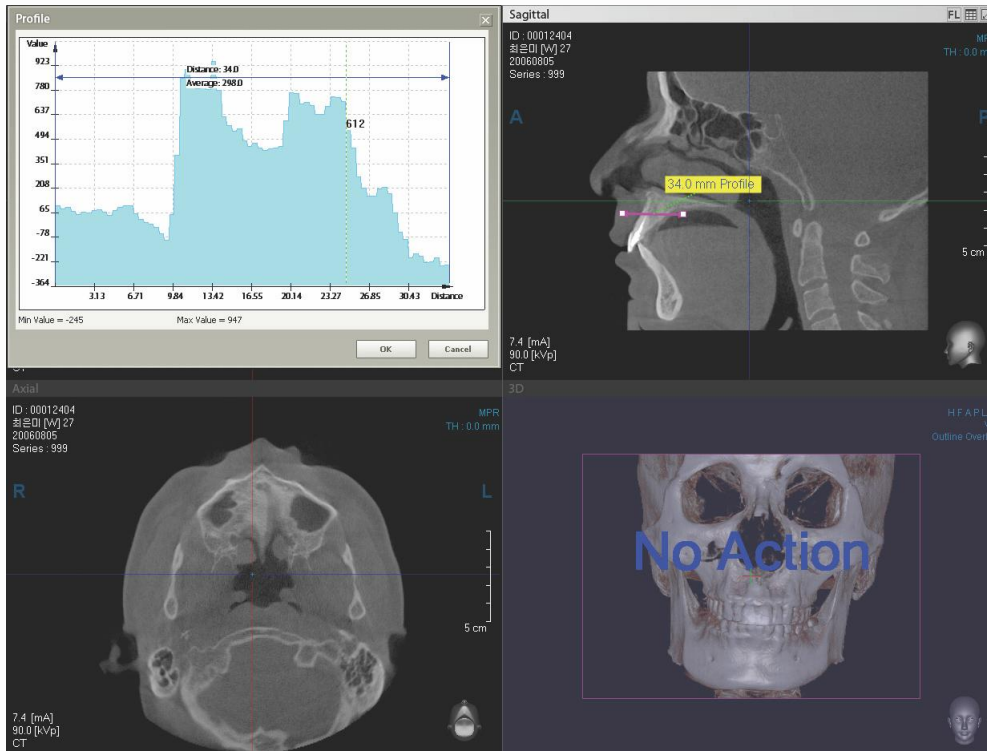 Profile
Value
923
780
637
494
351
208
65
-78
-221
-364
Distance: 34.0
Average: 298.0
612
3.13 6.71 9.84 13.42 16.55 20.14 23.27 26.85 30.43 Distance
Min Value = -245 Max Value = 947
OK Cancel
CT
Sagittal
FL
ID : 00012404
최은미 [W] 27
20060805
Series : 999
TH : 0.0 m
A
34.0 mm Profile
5 cm
7.4 [mA]
90.0 [kVp]
CT
Axial
ID : 00012404
최은미 [W] 27
20060805
Series : 999
MPR
TH : 0.0 mm
R L
5 cm
7.4 [mA]
90.0 [kVp]
CT
3D
H F A P L
Outline Over
No Action